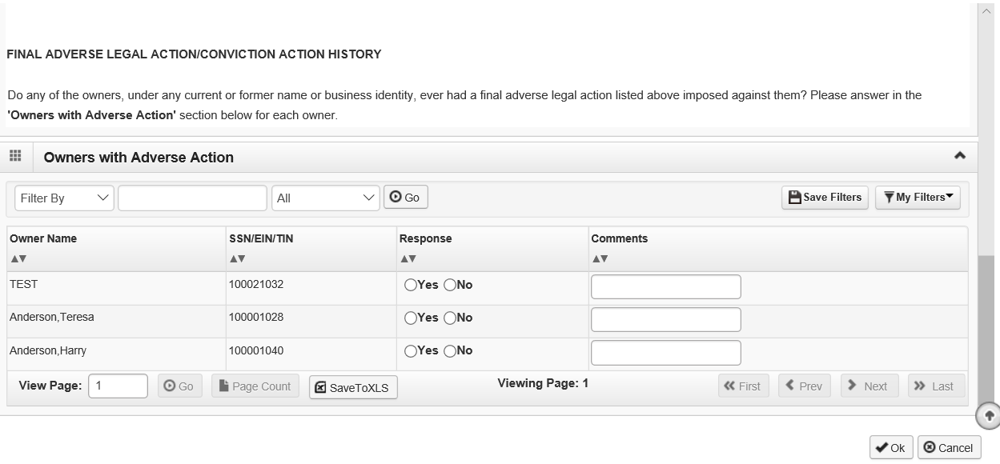 FINAL ADVERSE LEGAL ACTION/CONVICTION ACTION HISTORY
Do any of the owners, under any current or former name or business identity, ever had a final adverse legal action listed above imposed against them? Please answer in the
'Owners with Adverse Action' section below for each owner.
Owners with Adverse Action
Filter By All Go Save Filters My Filters
Owner Name SSN/EIN/TIN Response Comments
TEST 100021032 Yes No
Anderson,Teresa 100001028 Yes No
Anderson,Harry 100001040 Yes No
View Page: 1 Go Page Count SaveToXLS Viewing Page: 1 First Prev Next Last
Ok Cancel